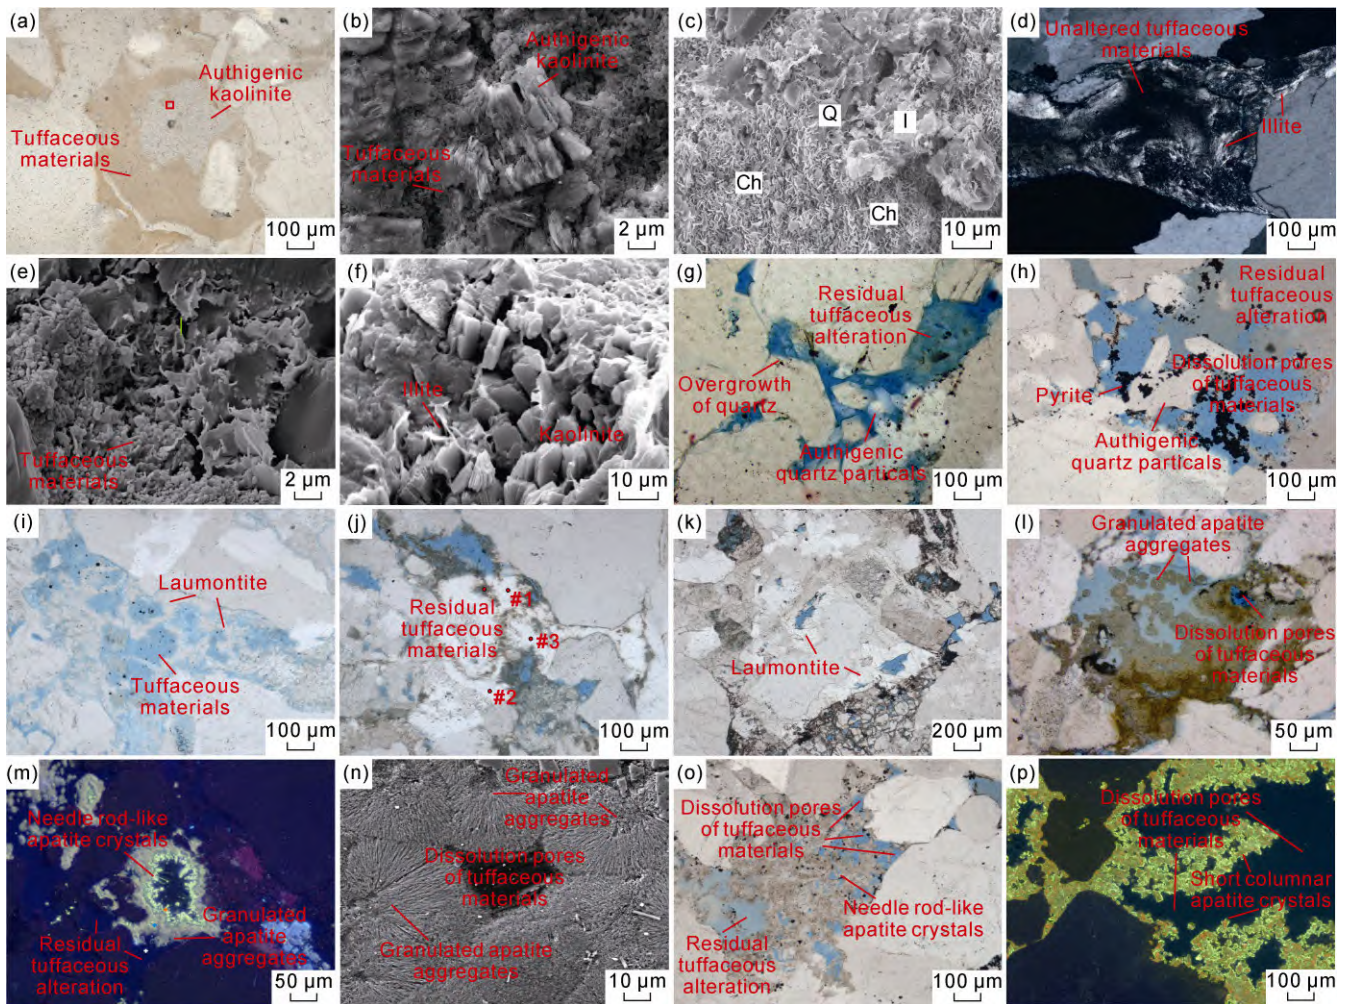 (a)
Authigenic
kaolinite
Tuffaceous
materials
100 μm
(b)
Authigenic
kaolinite
Tuffaceous
materials
2 μm
(c)
Q
I
Ch
Ch
10 μm
(d)
Unaltered tuffaceous
materials
Illite
100 μm
(e)
Tuffaceous
materials
2 μm
(f)
Illite
Kaolinite
10 μm
(g)
Residual
tuffaceous
alteration
Overgrowth
of quartz
Authigenic
quartz particals
100 μm
(h)
Residual
tuffaceous
alteration
Dissolution pores
of tuffaceous
materials
Pyrite
Authigenic
quartz particals
100 μm
(i)
Laumontite
Tuffaceous
materials
100 μm
(j)
#1
Residual
tuffaceous
materials
#3
#2
100 μm
(k)
Laumontite
200 μm
(l)
Granulated apatite
aggregates
Dissolution pores
of tuffaceous
materials
50 μm
(m)
Needle rod-like
apatite crystals
Granulated
apatite
aggregates
Residual
tuffaceous
alteration
50 μm
(n)
Granulated
apatite
aggregates
Dissolution pores
of tuffaceous
materials
Granulated apatite
aggregates
10 μm
(o)
Dissolution pores
of tuffaceous
materials
Needle rod-like
apatite crystals
Residual
tuffaceous
alteration
100 μm
(p)
Dissolution pores
of tuffaceous
materials
Short columnar
apatite crystals
100 μm